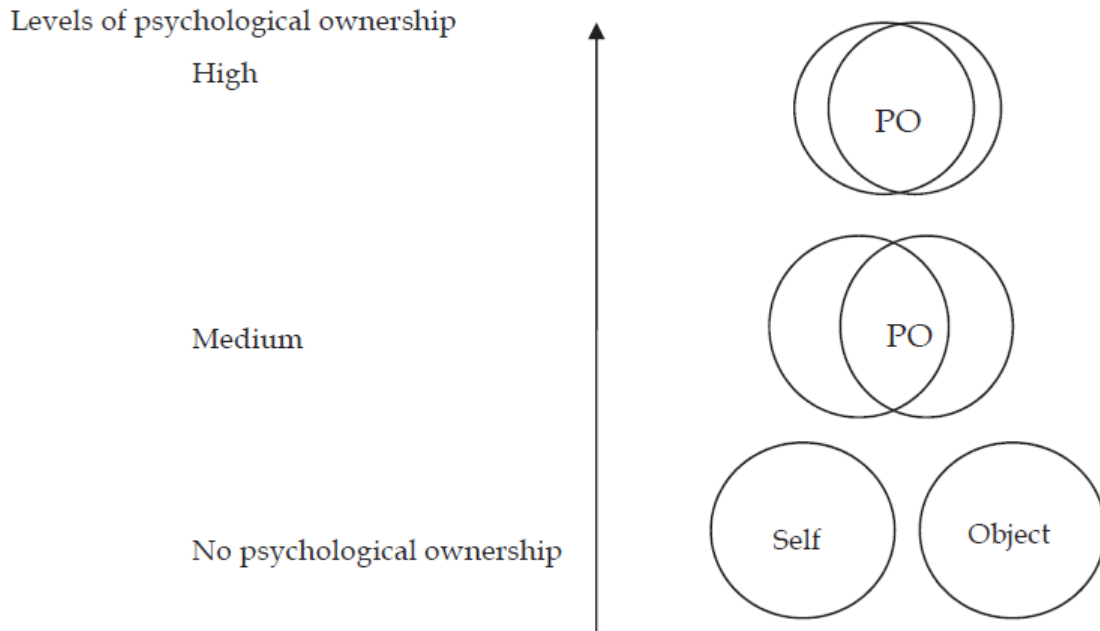 Levels of psychological ownership
High
PO
Medium
PO
No psychological ownership
Self
Object